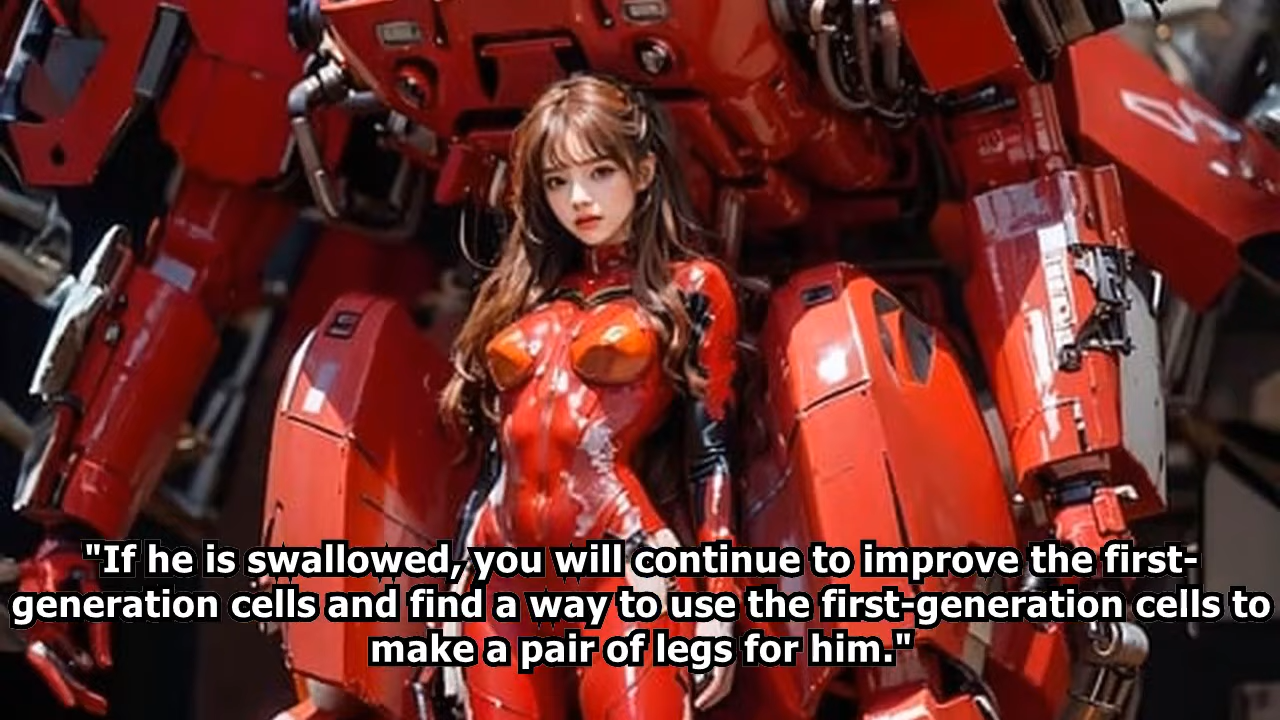 "If he is swallowed, you will continue to improve the first-
generation cells and find a way to use the first-generation cells to
make a pair of legs for him."